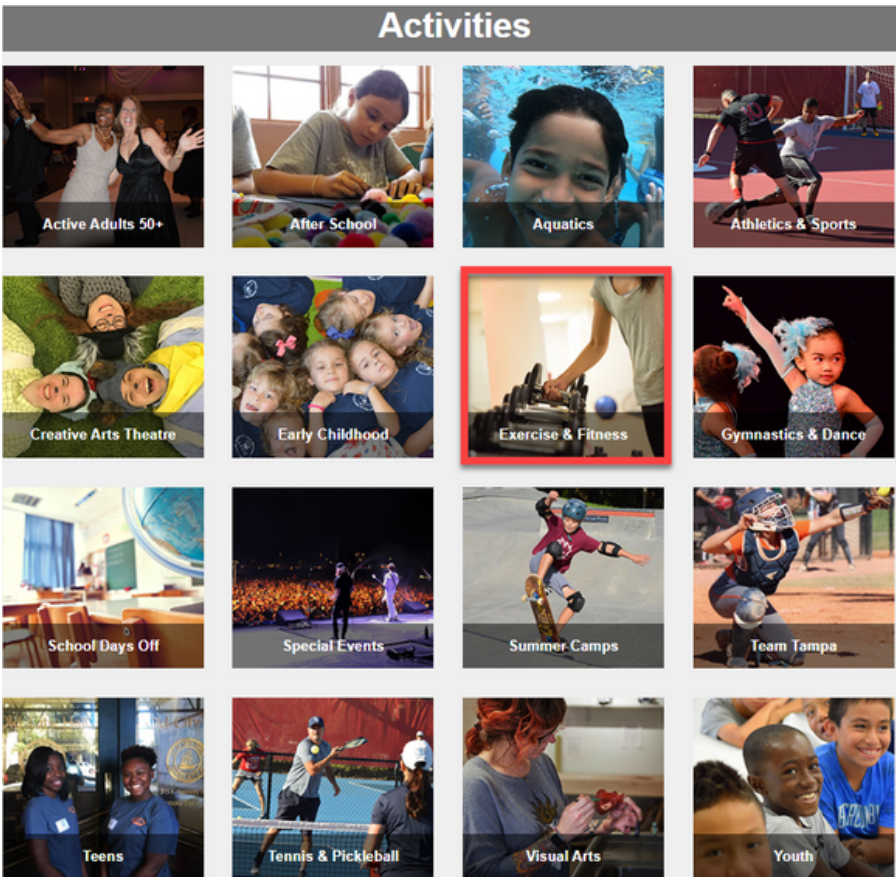 Activities
Active Adults 50+
After School
Aquatics
Athletics & Sports
Creative Arts Theatre
Early Childhood
Exercise & Fitness
Gymnastics & Dance
School Days Off
Special Events
Summer Camps
Team Tampa
Teens
Tennis & Pickleball
Visual Arts
Youth